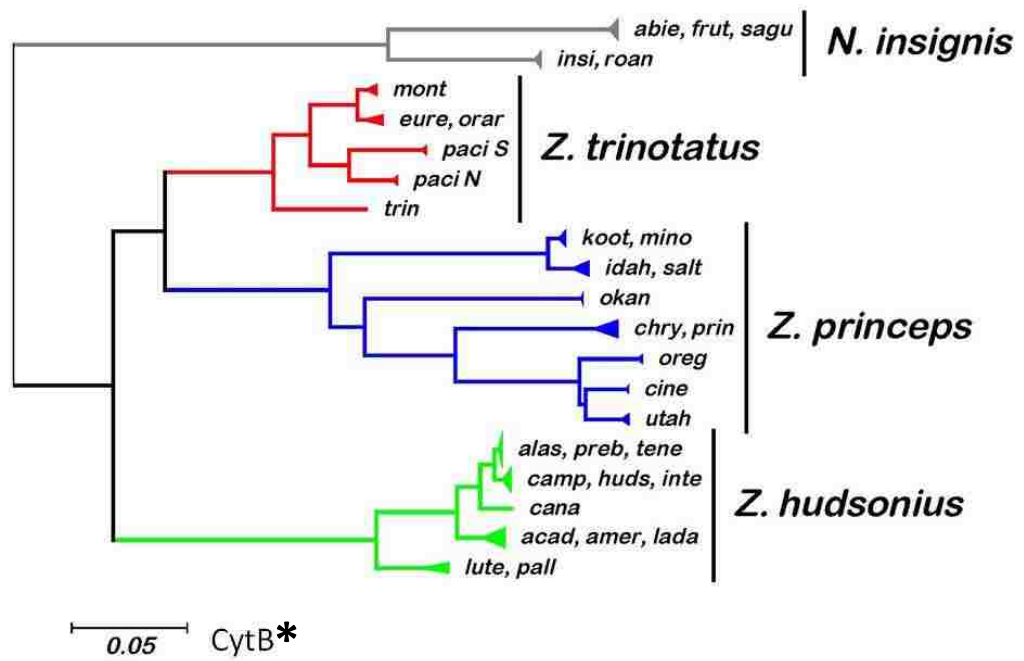 abie, frut, sagu
N. insignis
insi, roan
mont
eure, orar
paci S
Z. trinotatus
paci N
trin
koot, mino
idah, salt
okan
chry, prin
Z. princeps
oreg
cine
utah
alas, preb, tene
camp, huds, inte
Z. hudsonius
cana
acad, amer, lada
lute, pall
0.05
CytB*